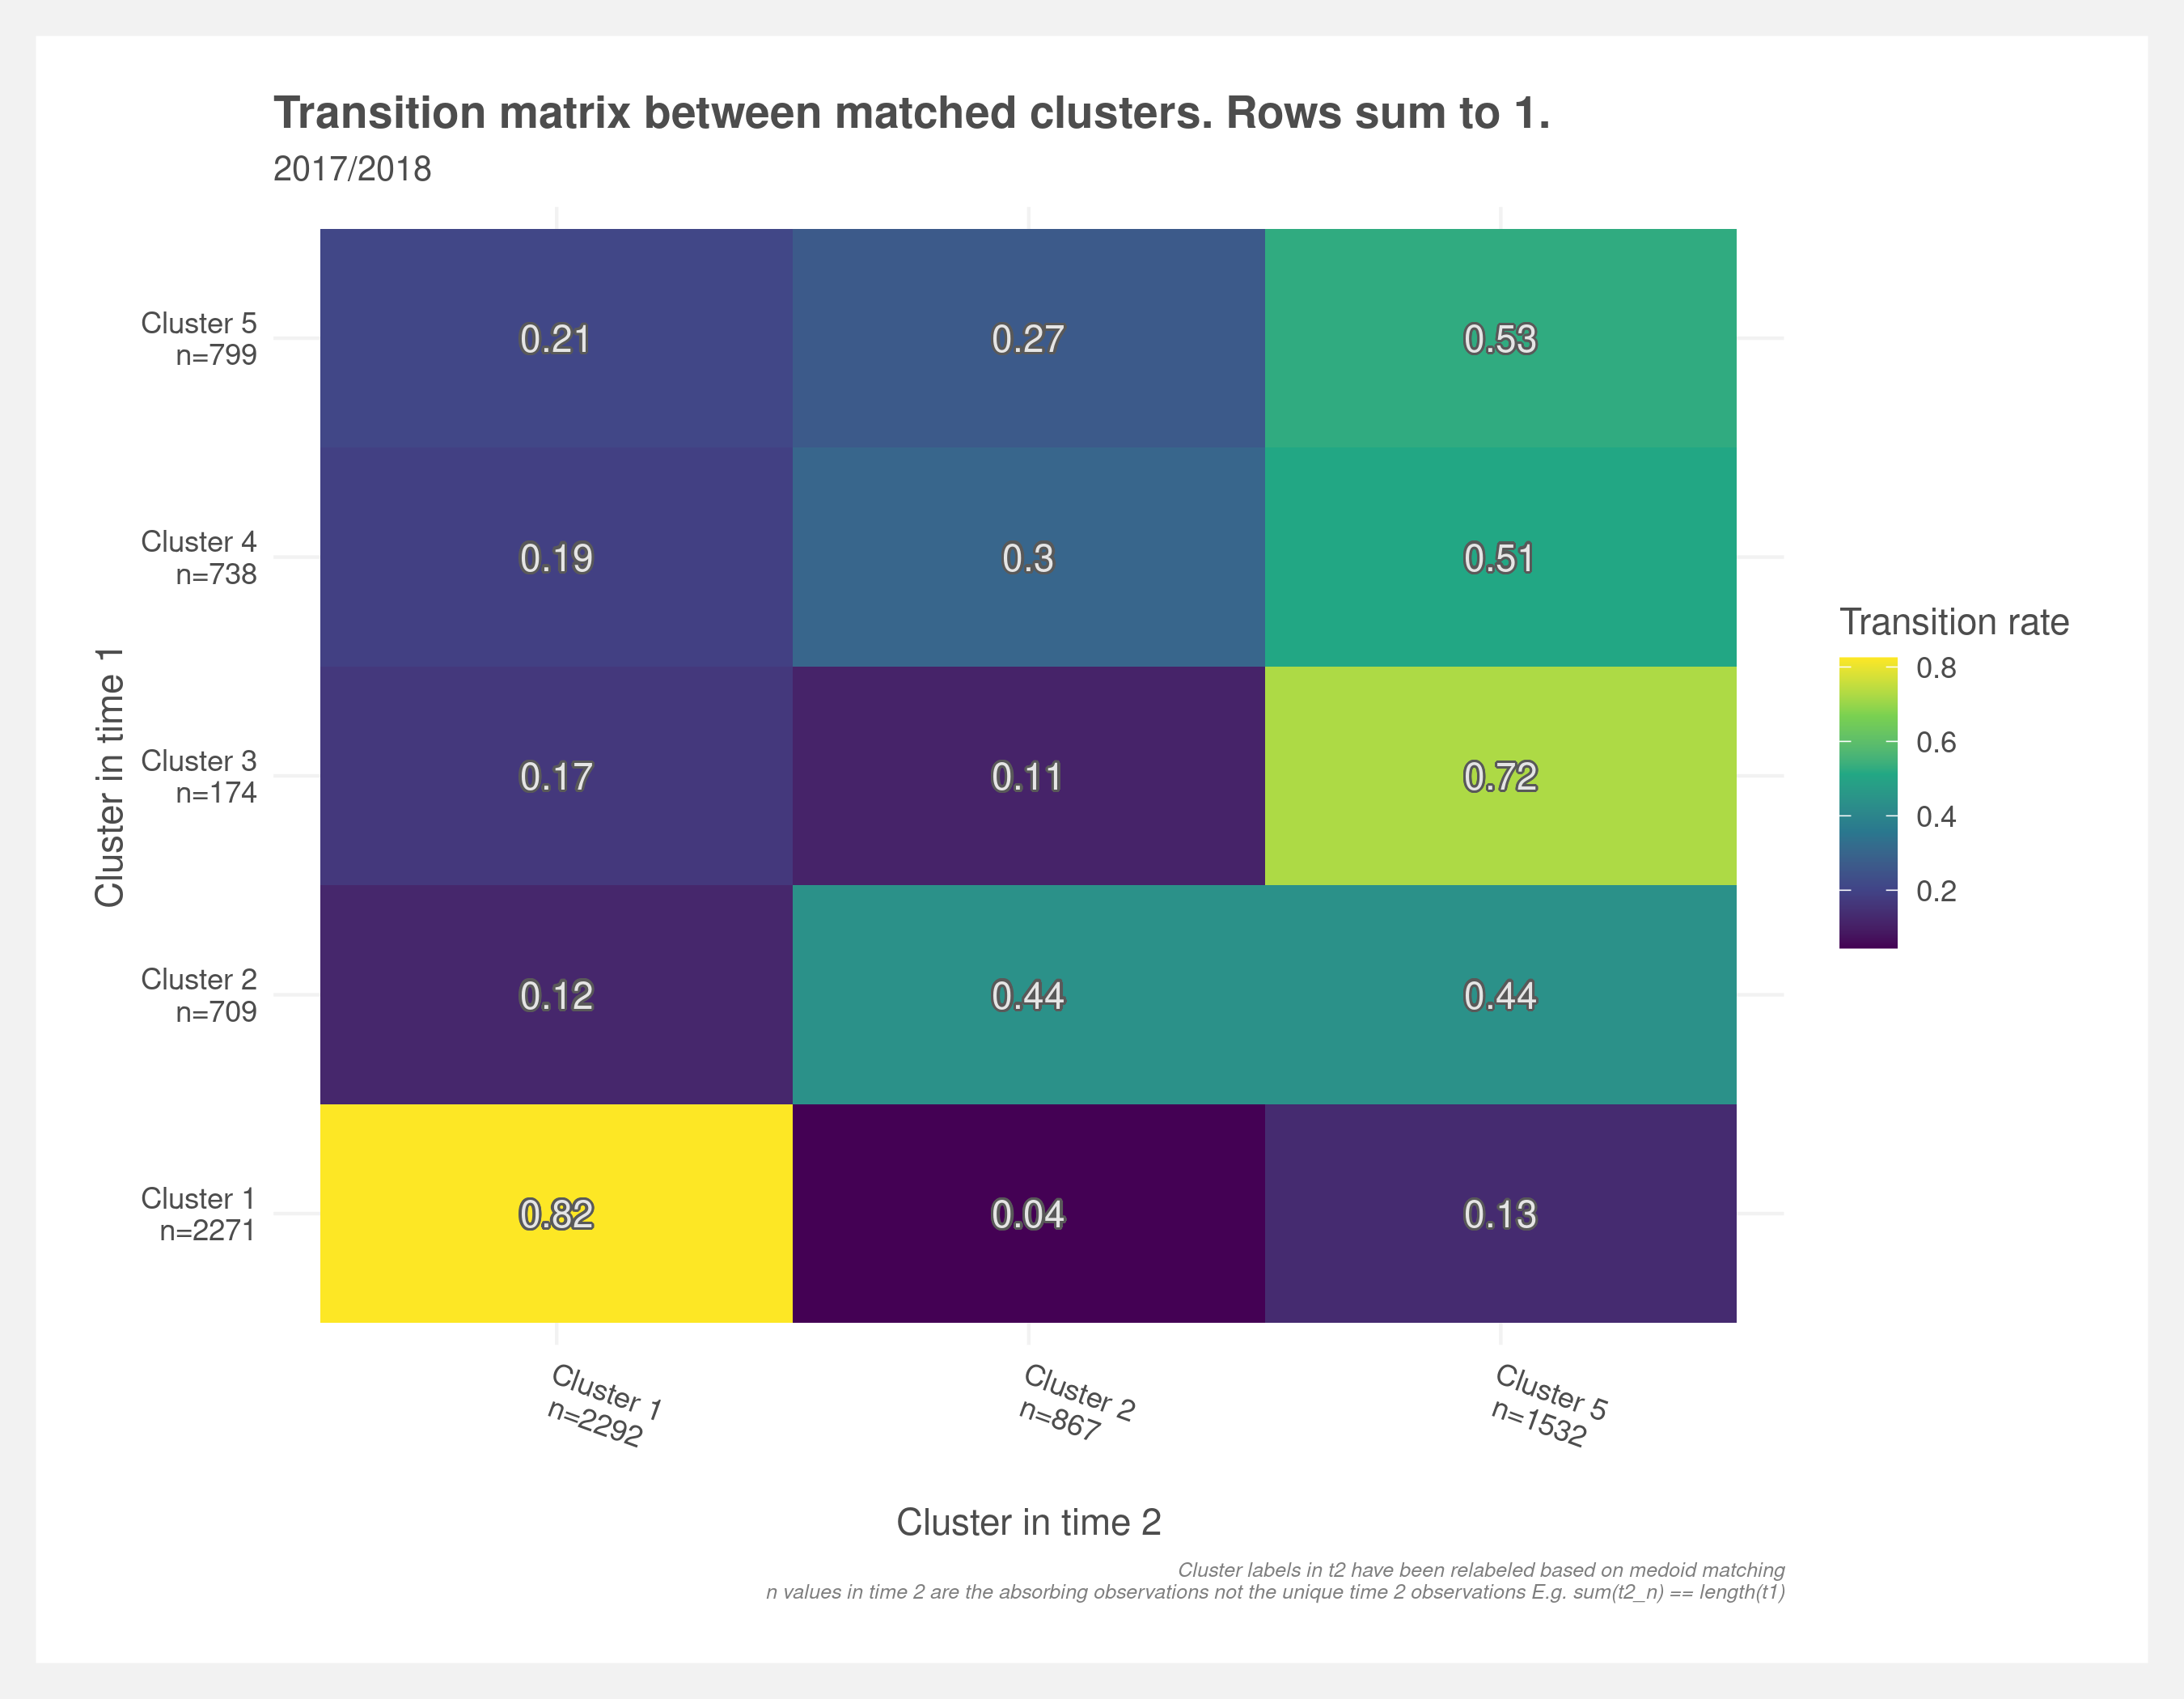 Transition matrix between matched clusters. Rows sum to 1.
2017/2018
Cluster in time 1
Cluster 5
n=799
0.21
0.27
0.53
Cluster 4
n=738
0.19
0.3
0.51
Cluster 3
n=174
0.17
0.11
0.72
Cluster 2
n=709
0.12
0.44
0.44
Cluster 1
n=2271
0.82
0.04
0.13
Cluster 1
n=2292
Cluster 2
n=867
Cluster 5
n=1532
Cluster in time 2
Transition rate
0.8
0.6
0.4
0.2
Cluster labels in t2 have been relabeled based on medoid matching
n values in time 2 are the absorbing observations not the unique time 2 observations E.g. sum(t2_n) == length(t1)